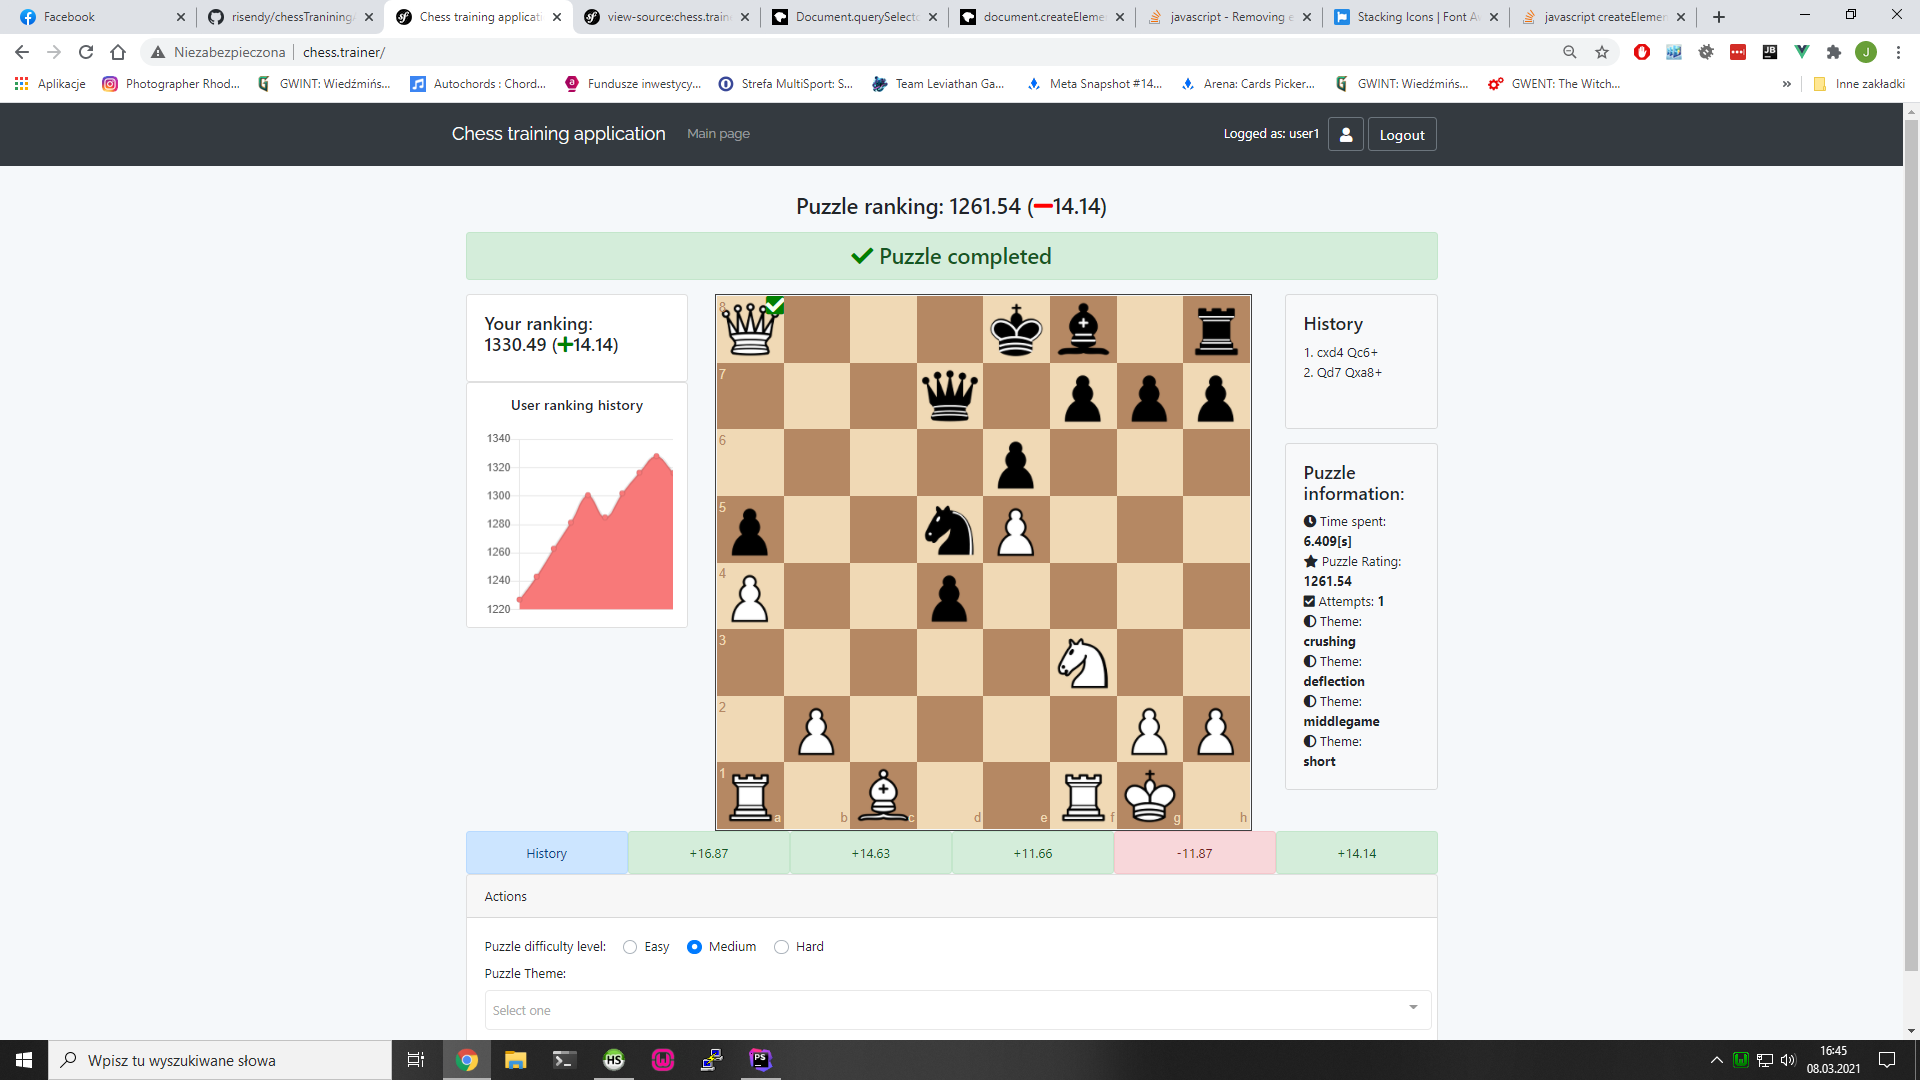 Facebook
risendy/chessTranining
Chess training applicati
view-source:chess.train
Document.querySelecto
document.createEleme
javascript - Removing e
Stacking Icons | Font A
javascript createElemen
Niezabezpieczona
chess.trainer/
Aplikacje
Photographer Rhod...
GWINT: Wiedźmińs...
Autochords : Chord...
Fundusze inwestycy...
Strefa MultiSport: S...
Team Leviathan Ga...
Meta Snapshot #14...
Arena: Cards Picker...
GWINT: Wiedźmińs...
GWENT: The Witch...
»
Inne zakładki
Chess training application
Main page
Logged as: user1
Logout
Puzzle ranking: 1261.54 (−14.14)
Puzzle completed
Your ranking:
1330.49 (+14.14)
User ranking history
1340
1320
1300
1280
1260
1240
1220
8
7
6
5
4
3
2
1
a b c d e f g h
History
1. cxd4 Qc6+
2. Qd7 Qxa8+
Puzzle
information:
Time spent:
6.409[s]
Puzzle Rating:
1261.54
Attempts: 1
Theme:
crushing
Theme:
deflection
Theme:
middlegame
Theme:
short
History +16.87 +14.63 +11.66 -11.87 +14.14
Actions
Puzzle difficulty level: Easy Medium Hard
Puzzle Theme:
Select one
Wpisz tu wyszukiwane słowa
HS
PS
16:45
08.03.2021